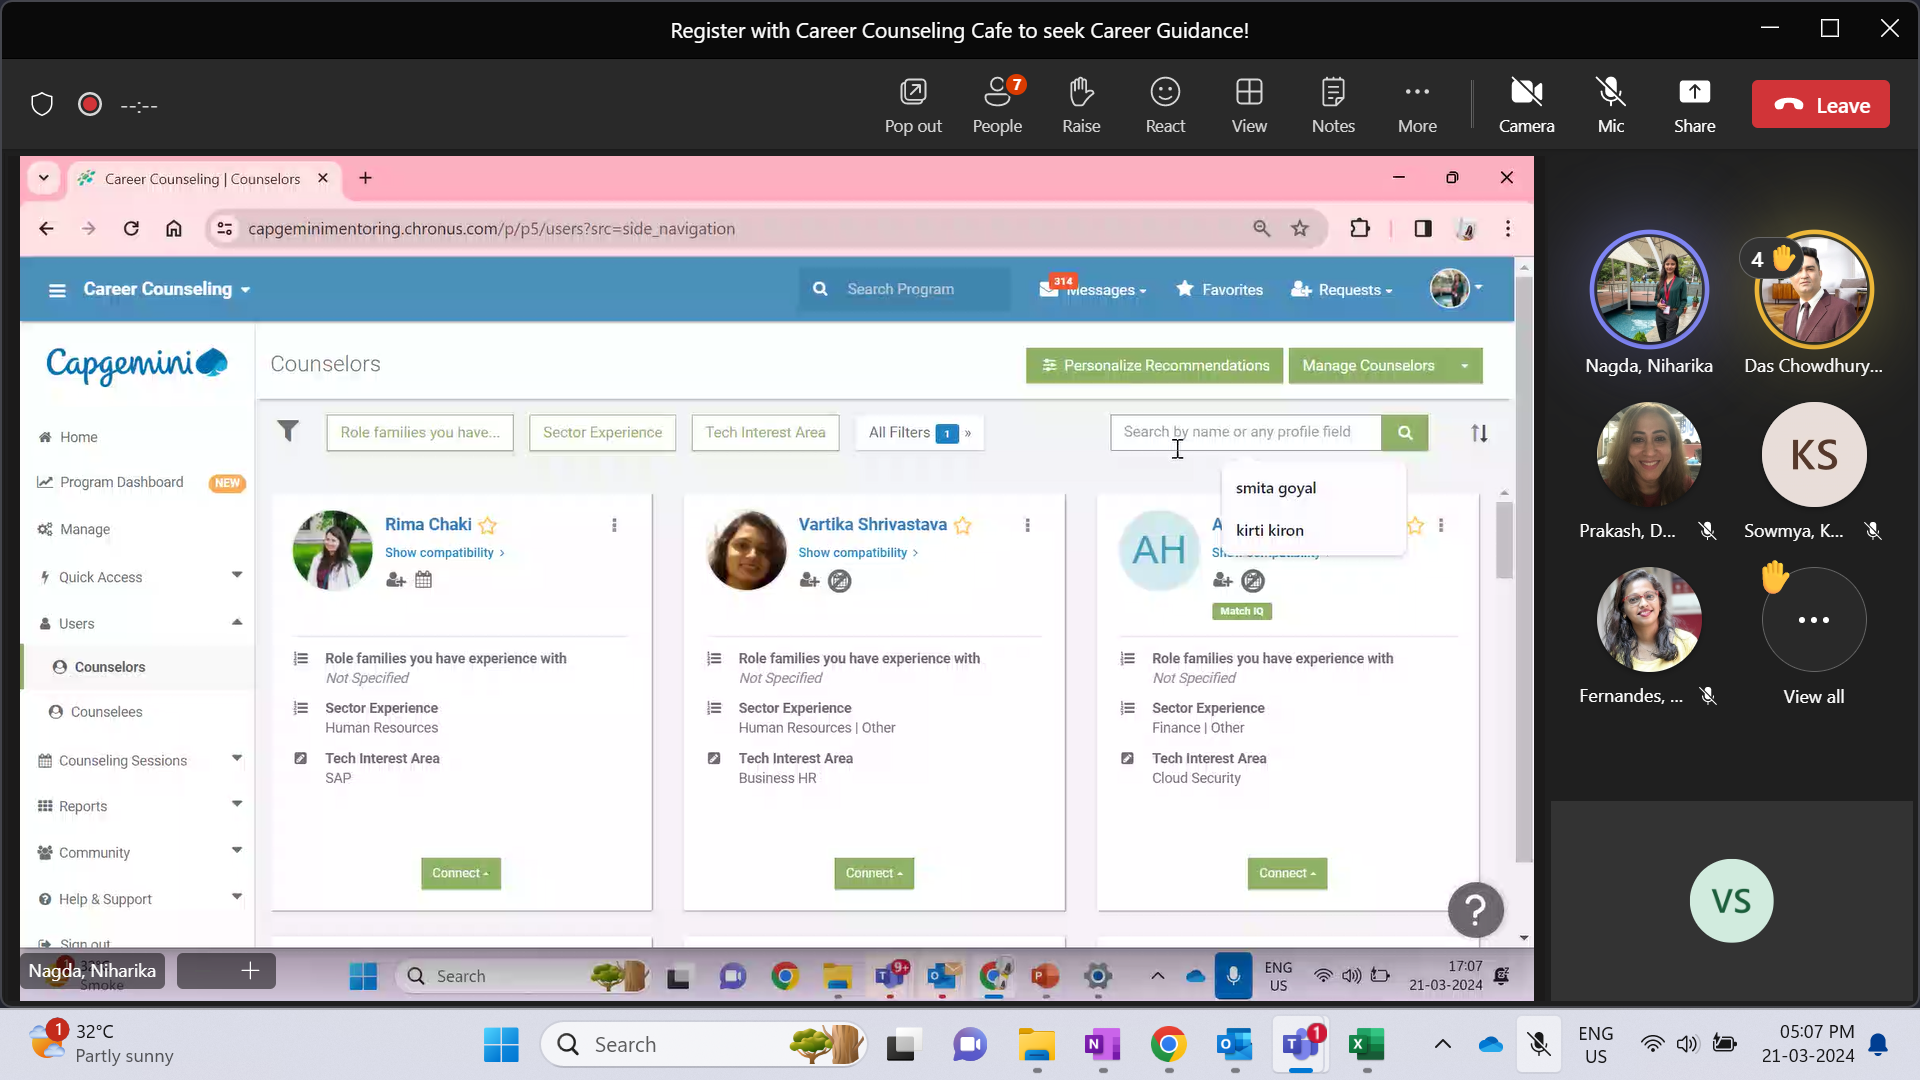 Register with Career Counseling Cafe to seek Career Guidance!
--:--
Pop out
People
7
Raise
React
View
Notes
More
Camera
Mic
Share
Leave
Career Counseling | Counselors
capgeminimentoring.chronus.com/p/p5/users?src=side_navigation
Career Counseling
Search Program
314
Messages
Favorites
Requests
Capgemini
Counselors
Personalize Recommendations
Manage Counselors
Home
Program Dashboard
NEW
Manage
Quick Access
Users
Counselors
Counselees
Counseling Sessions
Reports
Community
Help & Support
Sign out
Role families you have...
Sector Experience
Tech Interest Area
All Filters 1 »
Search by name or any profile field
smita goyal
kirti kiron
Rima Chaki
Show compatibility >
Role families you have experience with
Not Specified
Sector Experience
Human Resources
Tech Interest Area
SAP
Connect
Vartika Shrivastava
Show compatibility >
Role families you have experience with
Not Specified
Sector Experience
Human Resources | Other
Tech Interest Area
Business HR
Connect
AH
A
Show compatibility
Match IQ
Role families you have experience with
Not Specified
Sector Experience
Finance | Other
Tech Interest Area
Cloud Security
Connect
?
Nagda, Niharika
Smoke
Search
9+
ENG
US
17:07
21-03-2024
Nagda, Niharika
4
Das Chowdhury...
Prakash, D...
KS
Sowmya, K...
Fernandes, ...
View all
VS
1
32°C
Partly sunny
Search
1
ENG
US
05:07 PM
21-03-2024